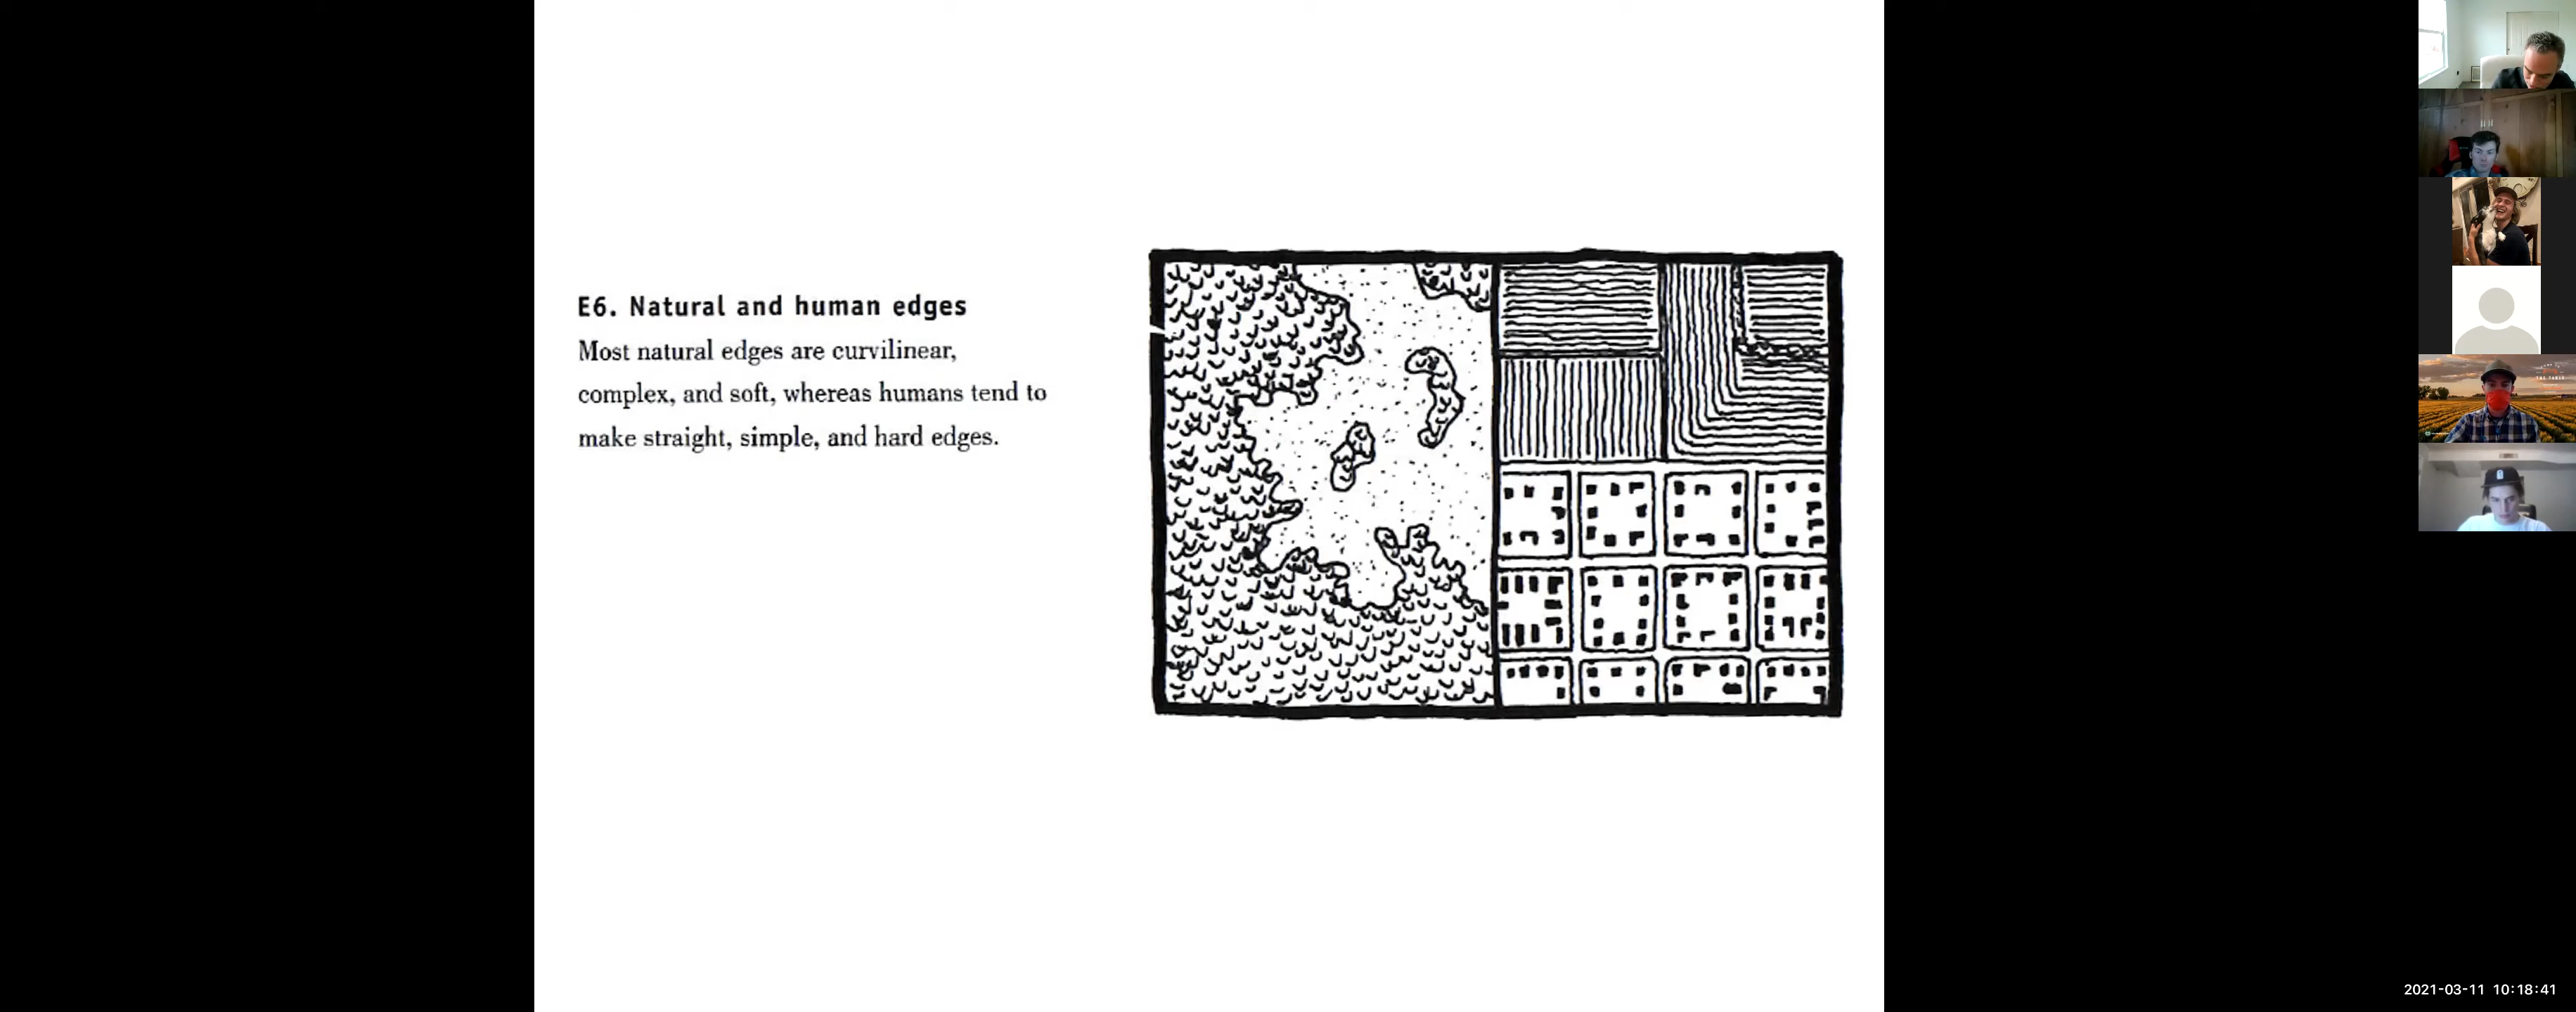 E6. Natural and human edges
Most natural edges are curvilinear,
complex, and soft, whereas humans tend to
make straight, simple, and hard edges.
2021-03-11 10:18:41